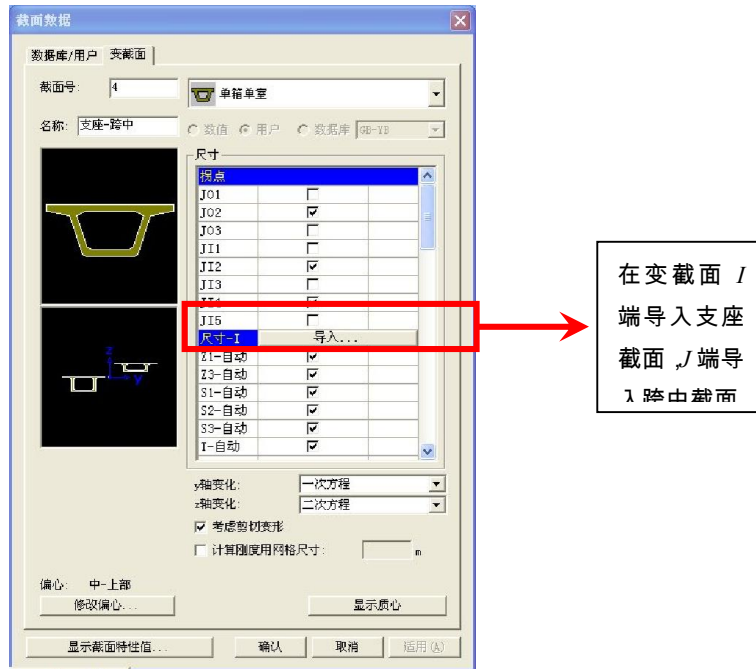 截面数据
数据库/用户 变截面
截面号: 4
单箱单室
名称: 支座-跨中
数值 用户 数据库 GB-YB
尺寸
拐点
JO1
JO2
JO3
JI1
JI2
JI3
JI4
JI5
尺寸-I 导入...
Z1-自动
Z3-自动
S1-自动
S2-自动
S3-自动
I-自动
z
y
y轴变化: 一次方程
z轴变化: 二次方程
考虑剪切变形
计算刚度用网格尺寸: m
偏心: 中-上部
修改偏心... 显示质心
显示截面特性值... 确认 取消 适用(A)
在变截面 I
端导入支座
截面,J端导
入跨中截面